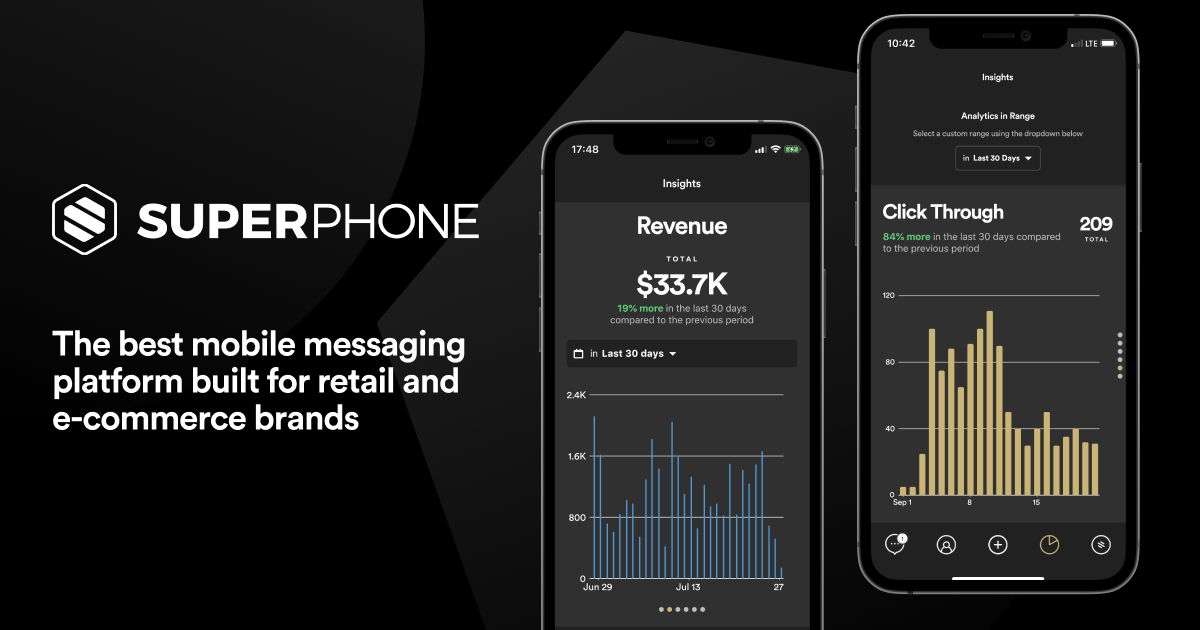 SUPERPHONE
The best mobile messaging
platform built for retail and
e-commerce brands
17:48
Insights
Revenue
TOTAL
$33.7K
19% more in the last 30 days
compared to the previous period
in Last 30 days
2.4K
1.6K
800
0
Jun 29 Jul 13 27
10:42 LTE
Insights
Analytics in Range
Select a custom range using the dropdown below
in Last 30 Days
Click Through
209
TOTAL
84% more in the last 30 days compared
to the previous period
120
80
40
0
Sep 1 8 15
1